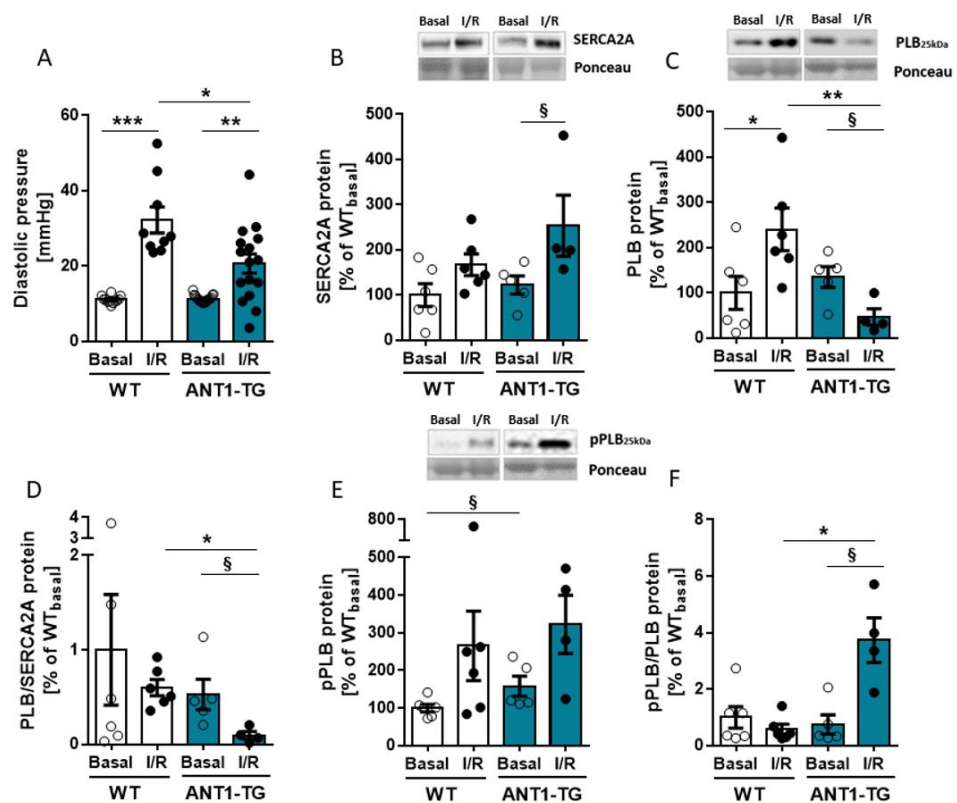 Basal I/R Basal I/R
SERCA2A
Ponceau
Basal I/R Basal I/R
PLB25kDa
Ponceau
A
Diastolic pressure
[mmHg]
60
40
20
0
***
*
**
Basal I/R Basal I/R
WT ANT1-TG
B
SERCA2A protein
[% of WTbasal]
500
400
300
200
100
0
§
Basal I/R Basal I/R
WT ANT1-TG
C
PLB protein
[% of WTbasal]
500
400
300
200
100
0
*
**
§
Basal I/R Basal I/R
WT ANT1-TG
Basal I/R Basal I/R
pPLB25kDa
Ponceau
D
PLB/SERCA2A protein
[% of WTbasal]
4
3
2
1
0
*
§
Basal I/R Basal I/R
WT ANT1-TG
E
pPLB protein
[% of WTbasal]
800
500
400
300
200
100
0
§
Basal I/R Basal I/R
WT ANT1-TG
F
pPLB/PLB protein
[% of WTbasal]
8
6
4
2
0
*
§
Basal I/R Basal I/R
WT ANT1-TG